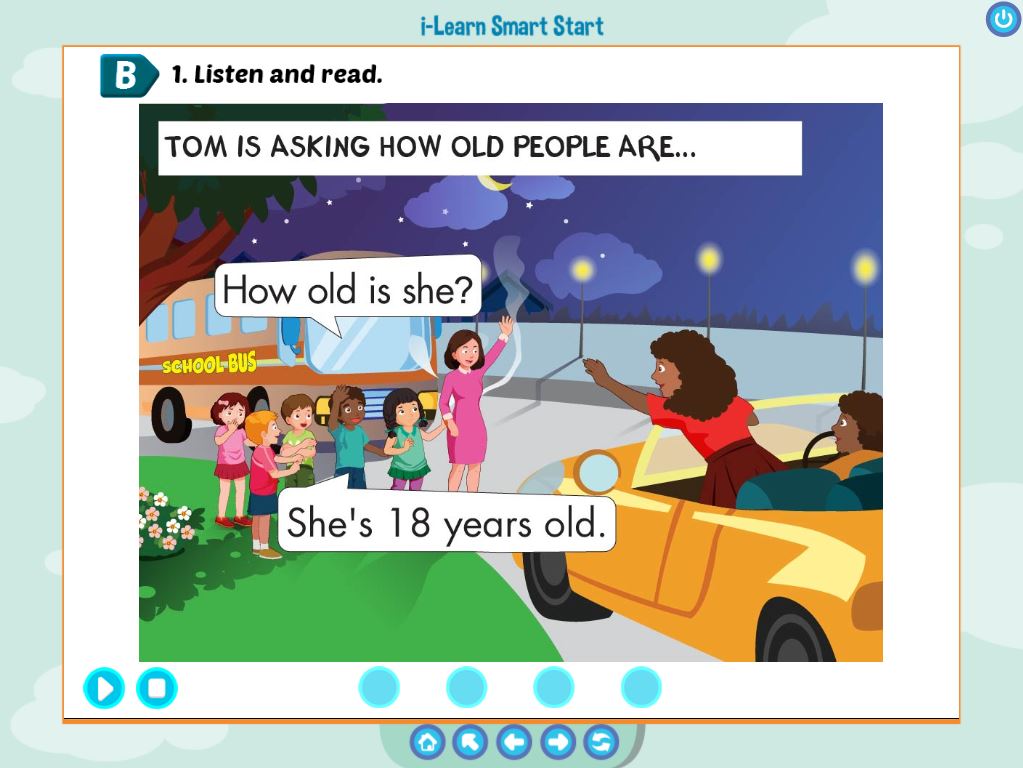 i-Learn Smart Start
B
1. Listen and read.
TOM IS ASKING HOW OLD PEOPLE ARE...
How old is she?
SCHOOL BUS
She's 18 years old.